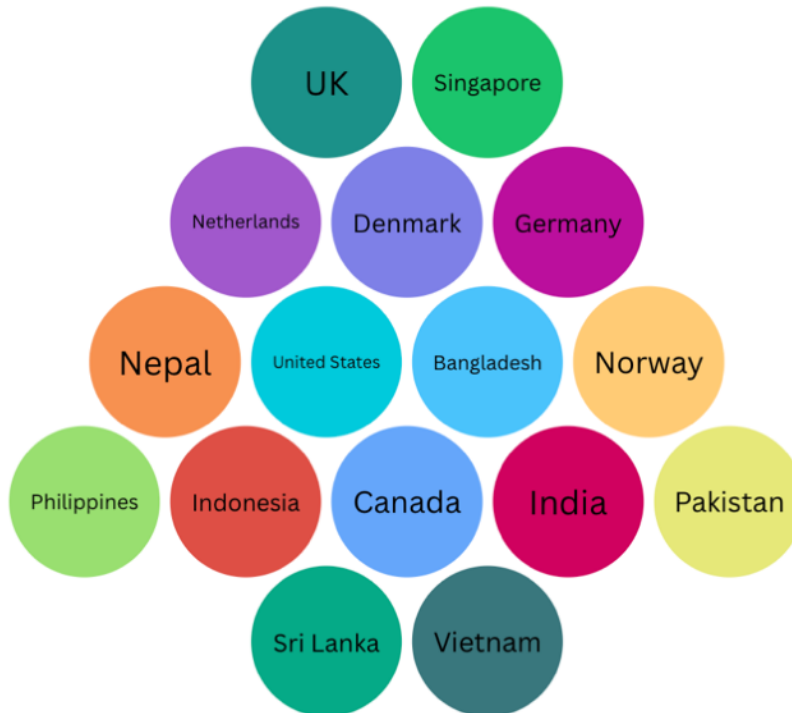 UK
Singapore
Netherlands
Denmark
Germany
Nepal
United States
Bangladesh
Norway
Philippines
Indonesia
Canada
India
Pakistan
Sri Lanka
Vietnam